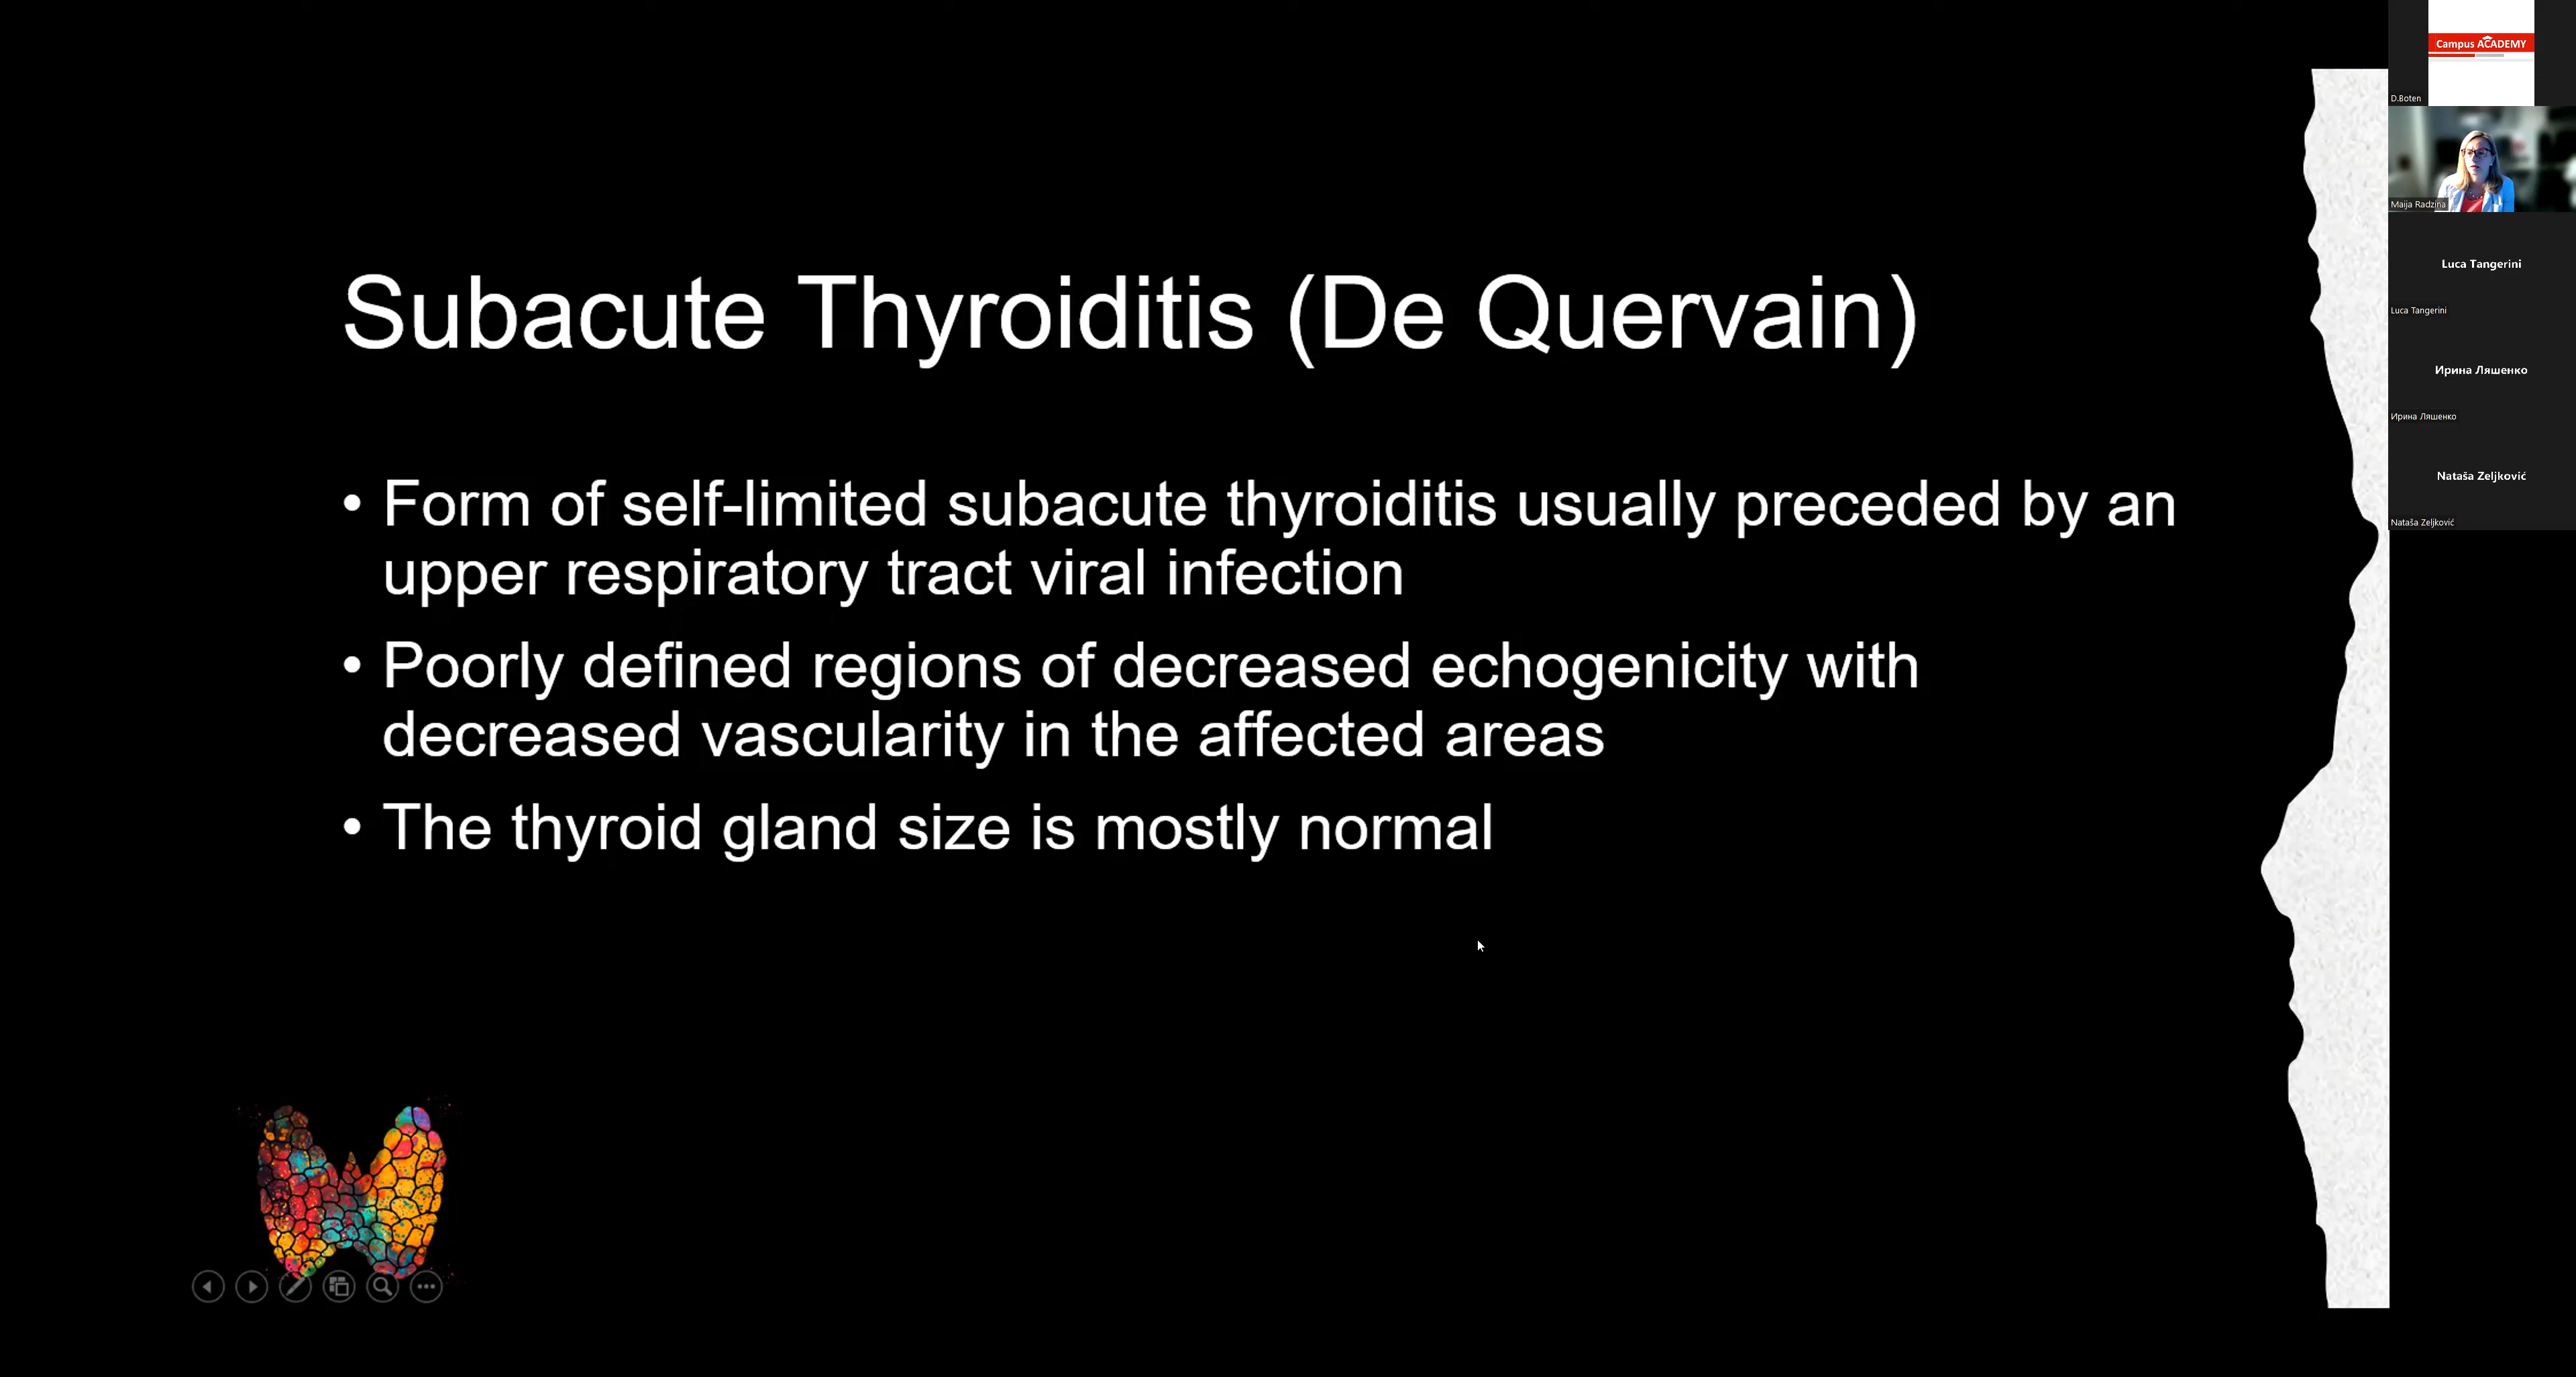 Subacute Thyroiditis (De Quervain)
• Form of self-limited subacute thyroiditis usually preceded by an
upper respiratory tract viral infection
• Poorly defined regions of decreased echogenicity with
decreased vascularity in the affected areas
• The thyroid gland size is mostly normal
Campus ACADEMY
D.Boten
Maija Radziņa
Luca Tangerini
Luca Tangerini
Ирина Ляшенко
Ирина Ляшенко
Nataša Zeljković
Nataša Zeljković